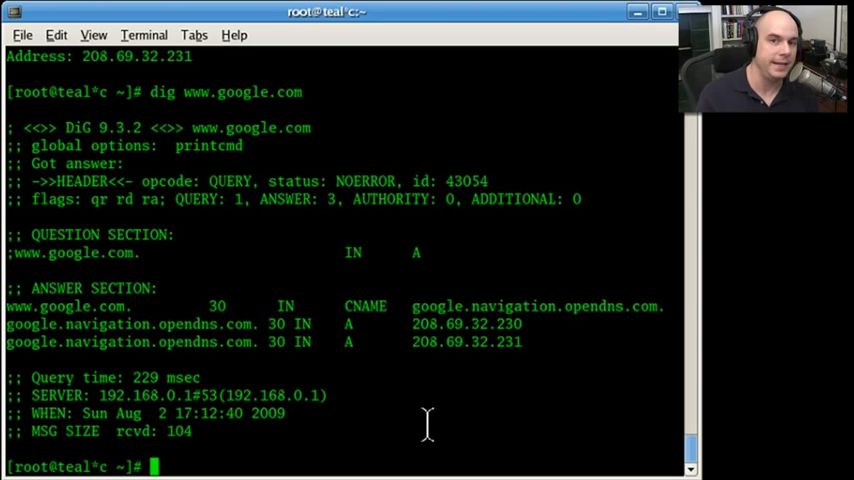 root@teal*c:~
File Edit View Terminal Tabs Help
Address: 208.69.32.231
[root@teal*c ~]# dig www.google.com
; <<>> DiG 9.3.2 <<>> www.google.com
;; global options:  printcmd
;; Got answer:
;; ->>HEADER<<- opcode: QUERY, status: NOERROR, id: 43054
;; flags: qr rd ra; QUERY: 1, ANSWER: 3, AUTHORITY: 0, ADDITIONAL: 0
;; QUESTION SECTION:
;www.google.com. IN A
;; ANSWER SECTION:
www.google.com. 30 IN CNAME google.navigation.opendns.com.
google.navigation.opendns.com. 30 IN A 208.69.32.230
google.navigation.opendns.com. 30 IN A 208.69.32.231
;; Query time: 229 msec
;; SERVER: 192.168.0.1#53(192.168.0.1)
;; WHEN: Sun Aug  2 17:12:40 2009
;; MSG SIZE  rcvd: 104
[root@teal*c ~]#